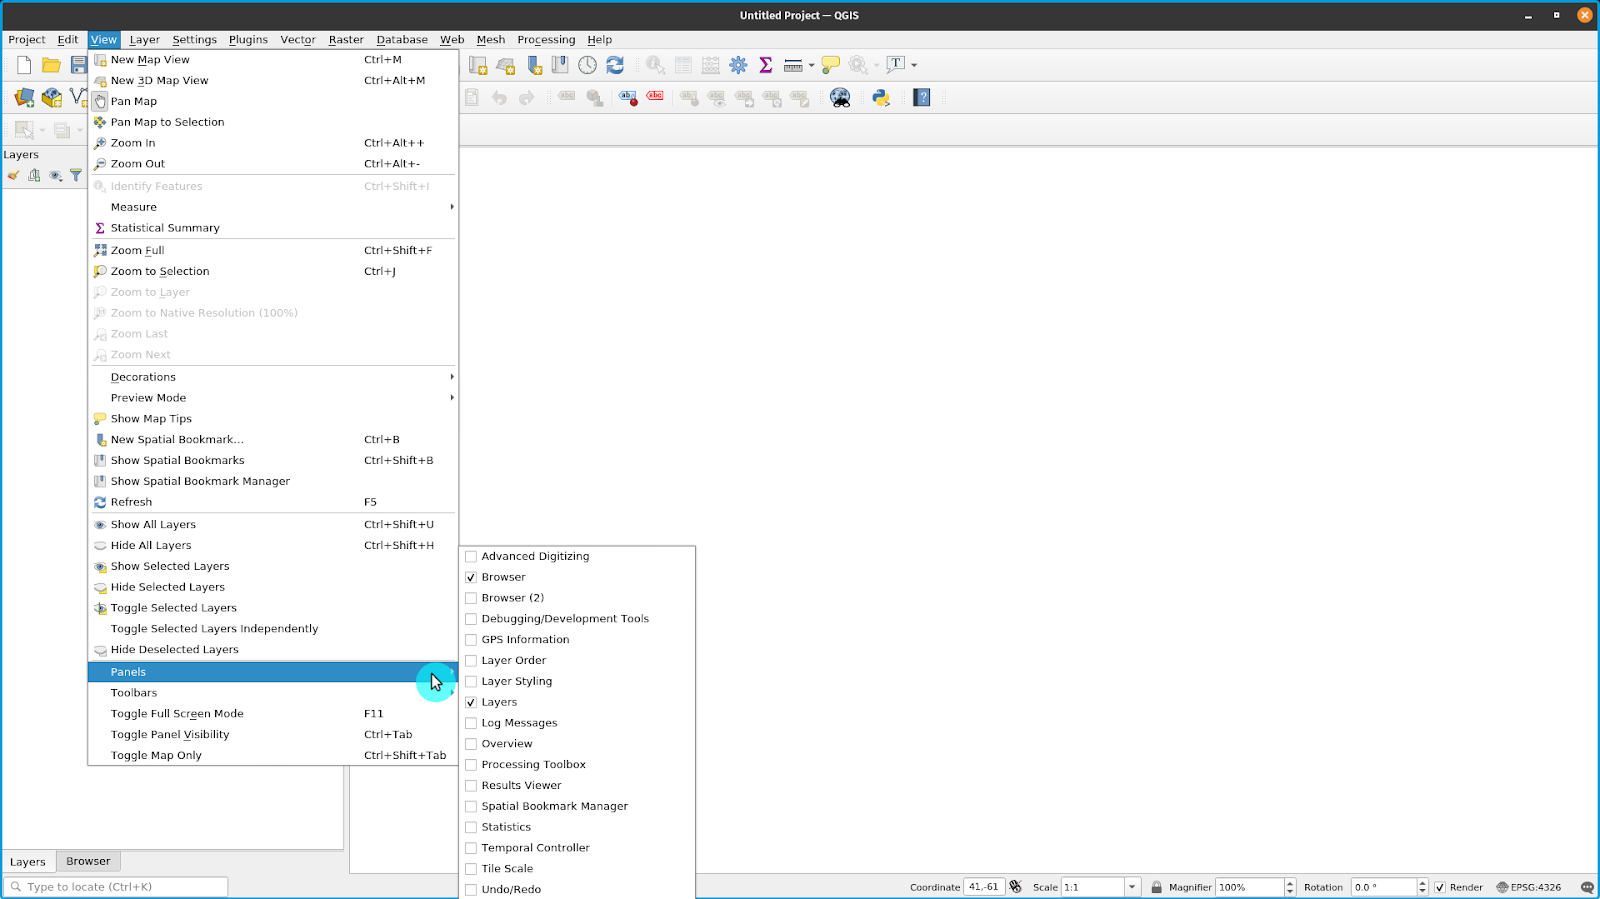 Untitled Project — QGIS
Project Edit View Layer Settings Plugins Vector Raster Database Web Mesh Processing Help
New Map View Ctrl+M
New 3D Map View Ctrl+Alt+M
Pan Map
Pan Map to Selection
Zoom In Ctrl+Alt++
Zoom Out Ctrl+Alt+-
Identify Features Ctrl+Shift+I
Measure
Statistical Summary
Zoom Full Ctrl+Shift+F
Zoom to Selection Ctrl+J
Zoom to Layer
Zoom to Native Resolution (100%)
Zoom Last
Zoom Next
Decorations
Preview Mode
Show Map Tips
New Spatial Bookmark... Ctrl+B
Show Spatial Bookmarks Ctrl+Shift+B
Show Spatial Bookmark Manager
Refresh F5
Show All Layers Ctrl+Shift+U
Hide All Layers Ctrl+Shift+H
Show Selected Layers
Hide Selected Layers
Toggle Selected Layers
Toggle Selected Layers Independently
Hide Deselected Layers
Panels
Toolbars
Toggle Full Screen Mode F11
Toggle Panel Visibility Ctrl+Tab
Toggle Map Only Ctrl+Shift+Tab
Advanced Digitizing
Browser
Browser (2)
Debugging/Development Tools
GPS Information
Layer Order
Layer Styling
Layers
Log Messages
Overview
Processing Toolbox
Results Viewer
Spatial Bookmark Manager
Statistics
Temporal Controller
Tile Scale
Undo/Redo
Layers
Layers Browser
Type to locate (Ctrl+K)
Coordinate 41,-61 Scale 1:1 Magnifier 100% Rotation 0.0 ° Render EPSG:4326